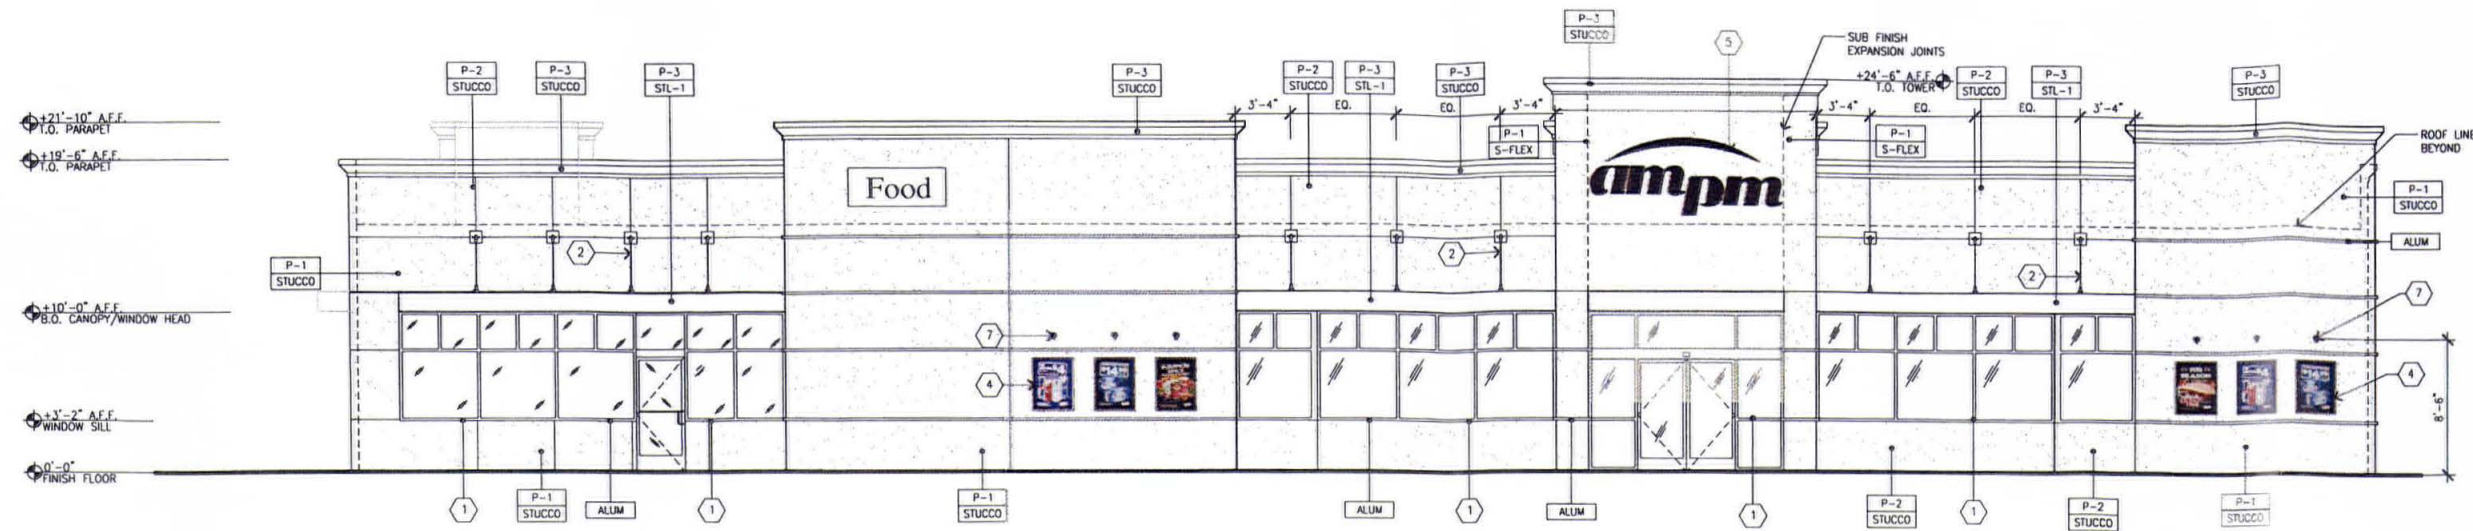 P-3
STUCCO
5
SUB FINISH
EXPANSION JOINTS
P-2
STUCCO
P-3
STUCCO
P-3
STL-1
P-3
STUCCO
P-2
STUCCO
P-3
STL-1
P-3
STUCCO
+24'-6" A.F.F.
T.O. TOWER
P-2
STUCCO
P-3
STL-1
P-3
STUCCO
3'-4"
EQ.
EQ.
3'-4"
3'-4"
EQ.
EQ.
3'-4"
+21'-10" A.F.F.
T.O. PARAPET
+19'-6" A.F.F.
T.O. PARAPET
P-1
S-FLEX
P-1
S-FLEX
ROOF LINE
BEYOND
Food
ampm
P-1
STUCCO
ALUM
2
2
2
P-1
STUCCO
7
+10'-0" A.F.F.
B.O. CANOPY/WINDOW HEAD
7
4
4
8'-6"
+3'-2" A.F.F.
WINDOW SILL
0'-0"
FINISH FLOOR
1
P-1
STUCCO
ALUM
1
P-1
STUCCO
ALUM
1
ALUM
1
P-2
STUCCO
1
P-2
STUCCO
P-1
STUCCO